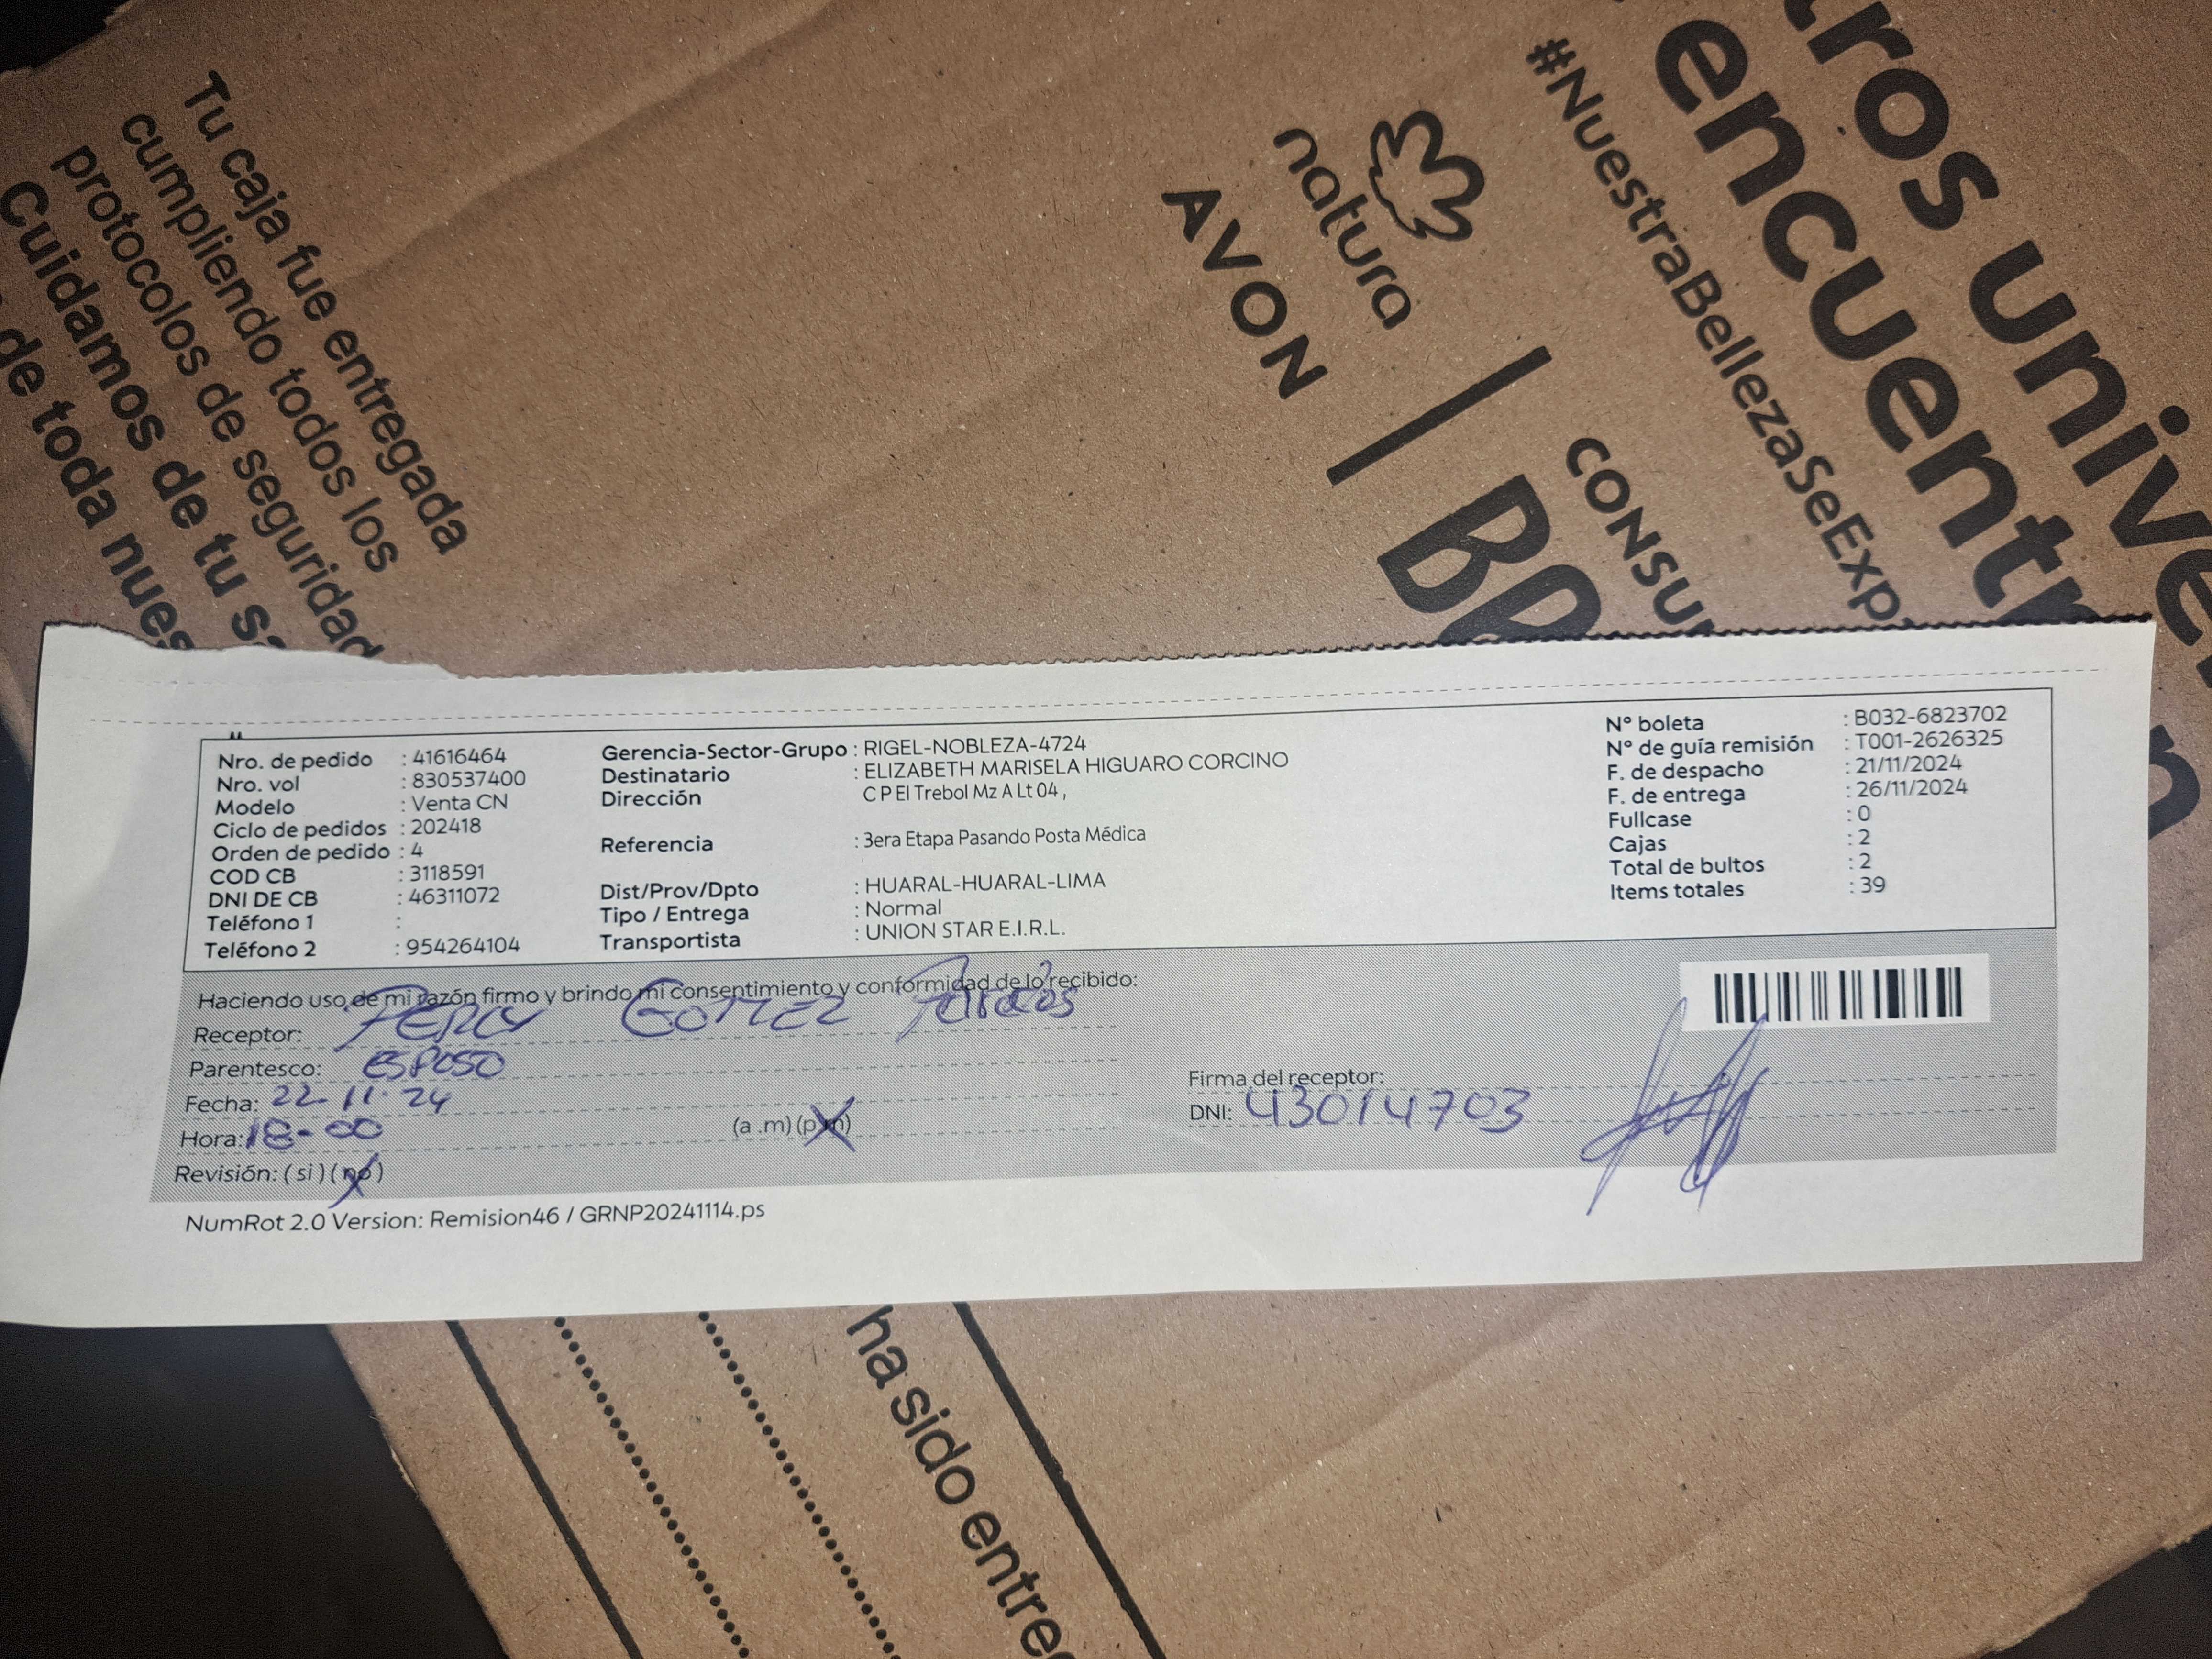 Tu caja fue entregada
cumpliendo todos los
protocolos de seguridad
Cuidamos de tu
de toda
natura
AVON
encuentr
#NuestraBellezaSeExp
Nro. de pedido : 41616464
Nro. vol : 830537400
Modelo : Venta CN
Ciclo de pedidos : 202418
Orden de pedido : 4
COD CB : 3118591
DNI DE CB : 46311072
Teléfono 1 :
Teléfono 2 : 954264104
Gerencia-Sector-Grupo : RIGEL-NOBLEZA-4724
Destinatario : ELIZABETH MARISELA HIGUARO CORCINO
Dirección C P El Trebol Mz A Lt 04 ,
Referencia : 3era Etapa Pasando Posta Médica
Dist/Prov/Dpto : HUARAL-HUARAL-LIMA
Tipo / Entrega : Normal
Transportista : UNION STAR E.I.R.L.
N° boleta : B032-6823702
N° de guía remisión : T001-2626325
F. de despacho : 21/11/2024
F. de entrega : 26/11/2024
Fullcase : 0
Cajas : 2
Total de bultos : 2
Items totales : 39
Haciendo uso de mi razón firmo y brindo mi consentimiento y conformidad de lo recibido:
Receptor: PERCY GOMEZ
Parentesco: ESPOSO
Fecha: 22.11.24
Hora: 18-00 (a .m) (p.m)
Revisión: ( si ) ( no )
Firma del receptor:
DNI: 43014703
NumRot 2.0 Version: Remision46 / GRNP20241114.ps
ha sido entre